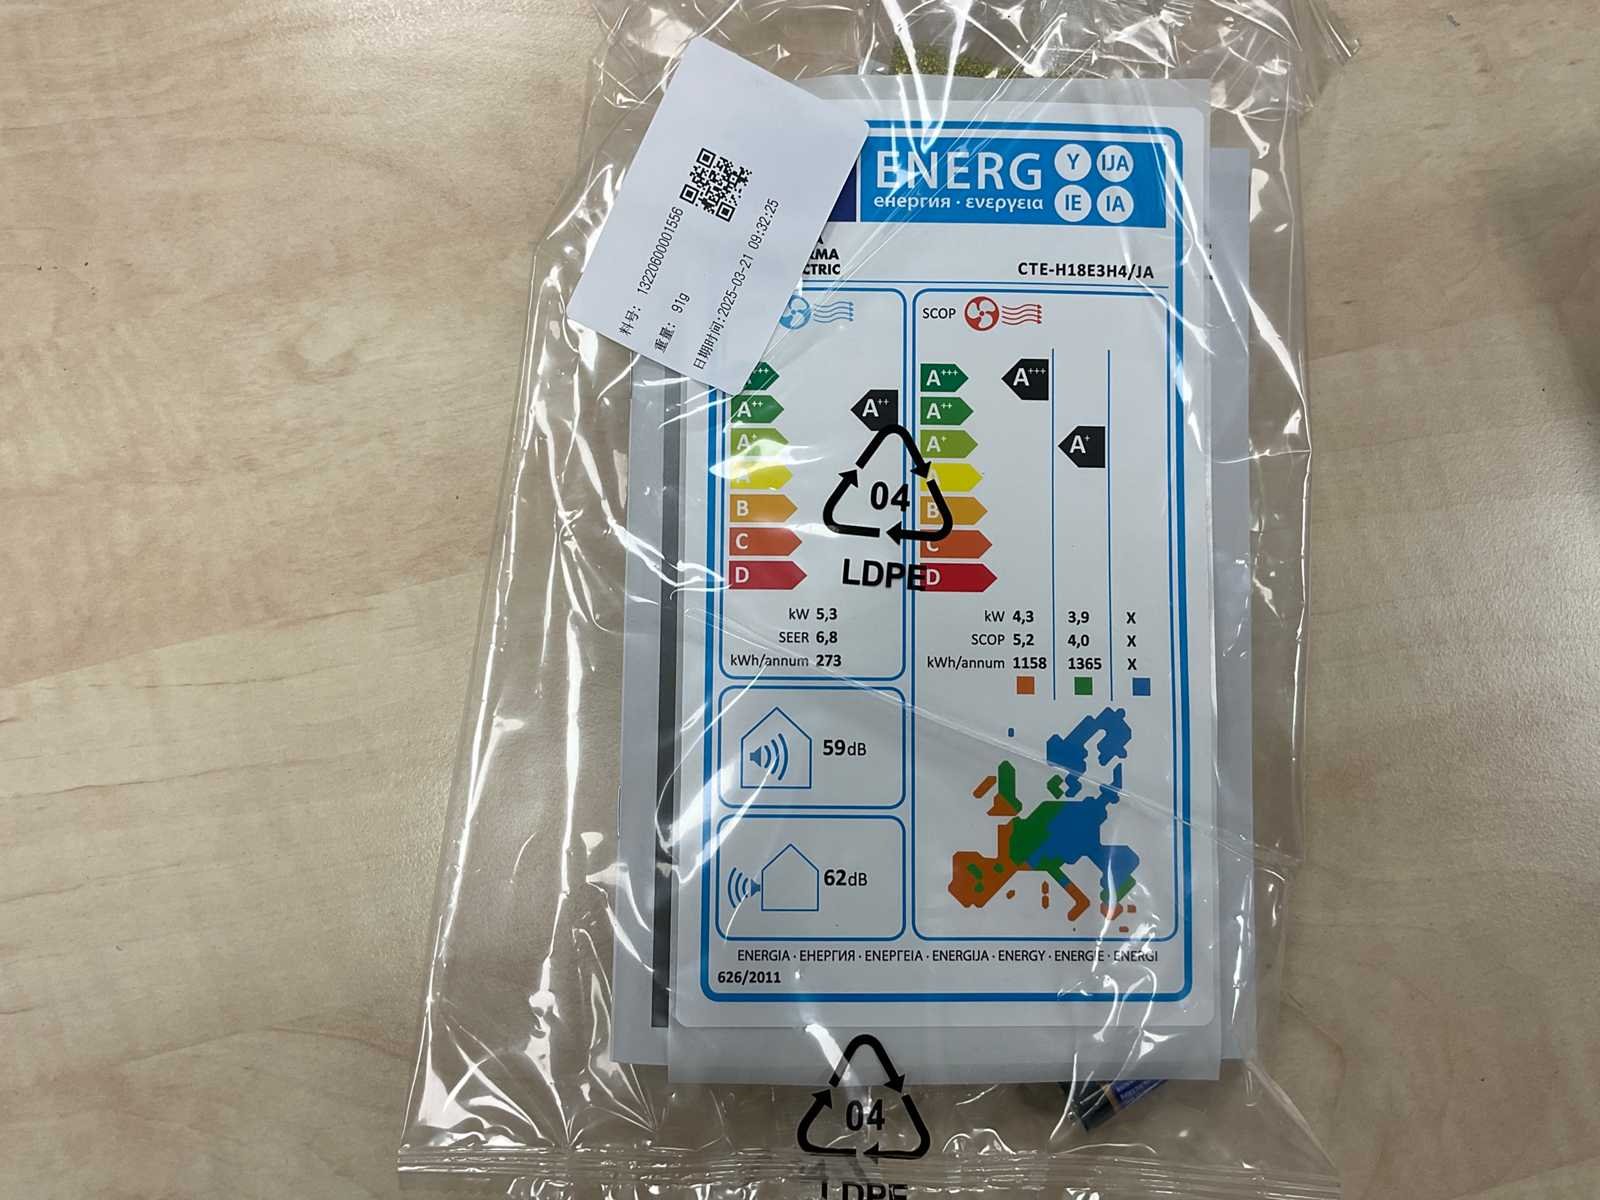 料号: 13220600001556
重量: 91g
日期时间:2025-03-21 09:32:25
ENERG Y IJA
енергия · ενεργεια IE IA
CTE-H18E3H4/JA
SCOP
A+++ A+++
A++ A++ A++
A+ A+ A+
B B
C C
D D
04
LDPE
kW 5,3
SEER 6,8
kWh/annum 273
kW 4,3 3,9 X
SCOP 5,2 4,0 X
kWh/annum 1158 1365 X
59dB
62dB
ENERGIA · ЕНЕРГИЯ · ΕΝΕΡΓΕΙΑ · ENERGIJA · ENERGY · ENERGIE · ENERGI
626/2011
04
LDPE